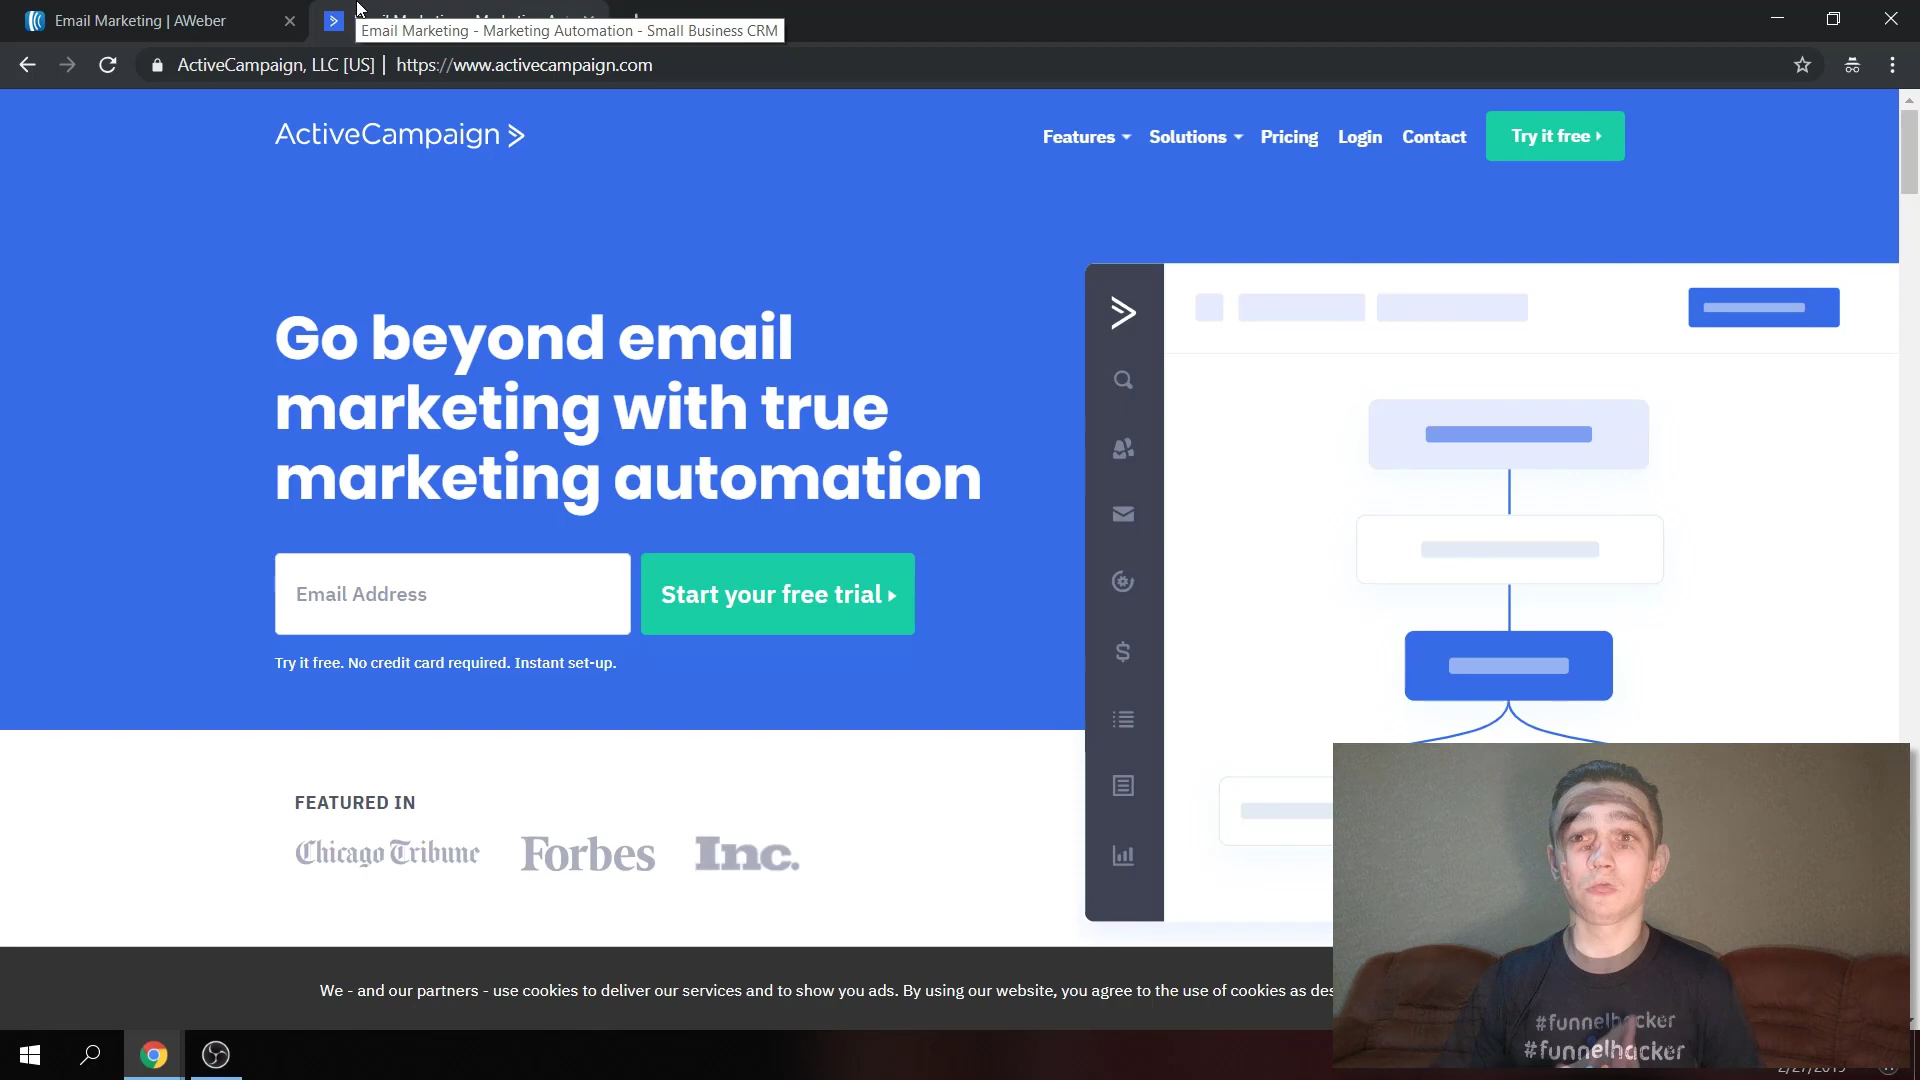 Email Marketing | AWeber
Email Marketing - Marketing Automation - Small Business CRM
ActiveCampaign, LLC [US] | https://www.activecampaign.com
ActiveCampaign
Features Solutions Pricing Login Contact Try it free
Go beyond email
marketing with true
marketing automation
Email Address Start your free trial
Try it free. No credit card required. Instant set-up.
FEATURED IN
Chicago Tribune Forbes Inc.
We - and our partners - use cookies to deliver our services and to show you ads. By using our website, you agree to the use of cookies as
#funnelhacker
#funnelhacker